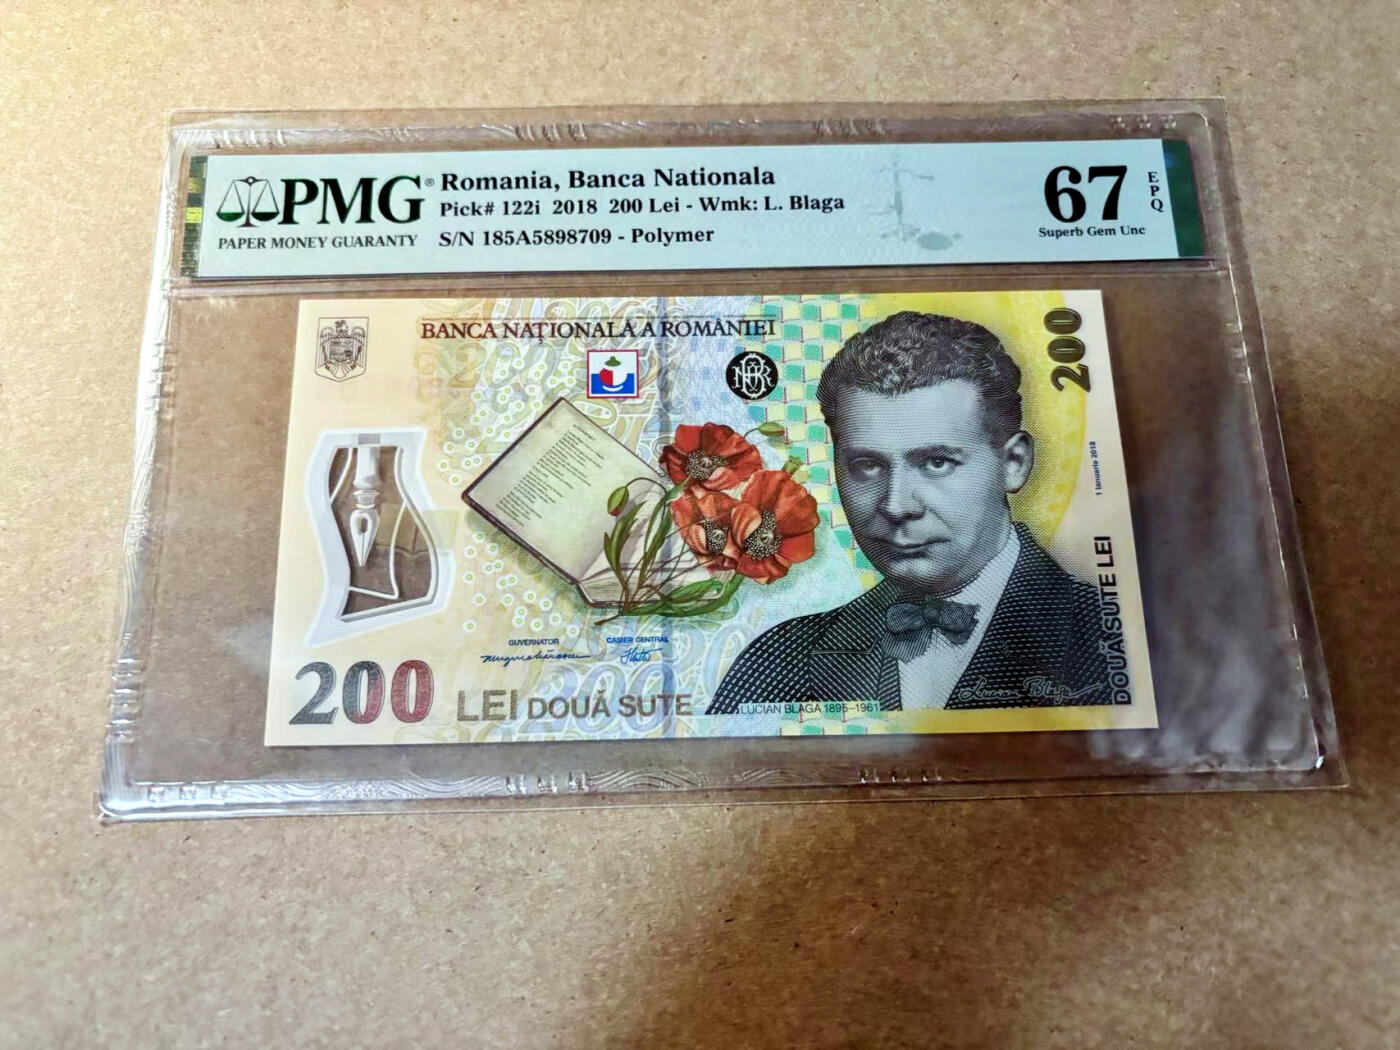 PMG®
PAPER MONEY GUARANTY
Romania, Banca Nationala
Pick# 122i 2018 200 Lei - Wmk: L. Blaga
S/N 185A5898709 - Polymer
67
EPQ
Superb Gem Unc
BANCA NAȚIONALĂ A ROMÂNIEI
200
1 Ianuarie 2018
GUVERNATOR
CASIER CENTRAL
200 LEI DOUĂ SUTE
LUCIAN BLAGA 1895-1961
Lucian Blaga
DOUĂ SUTE LEI